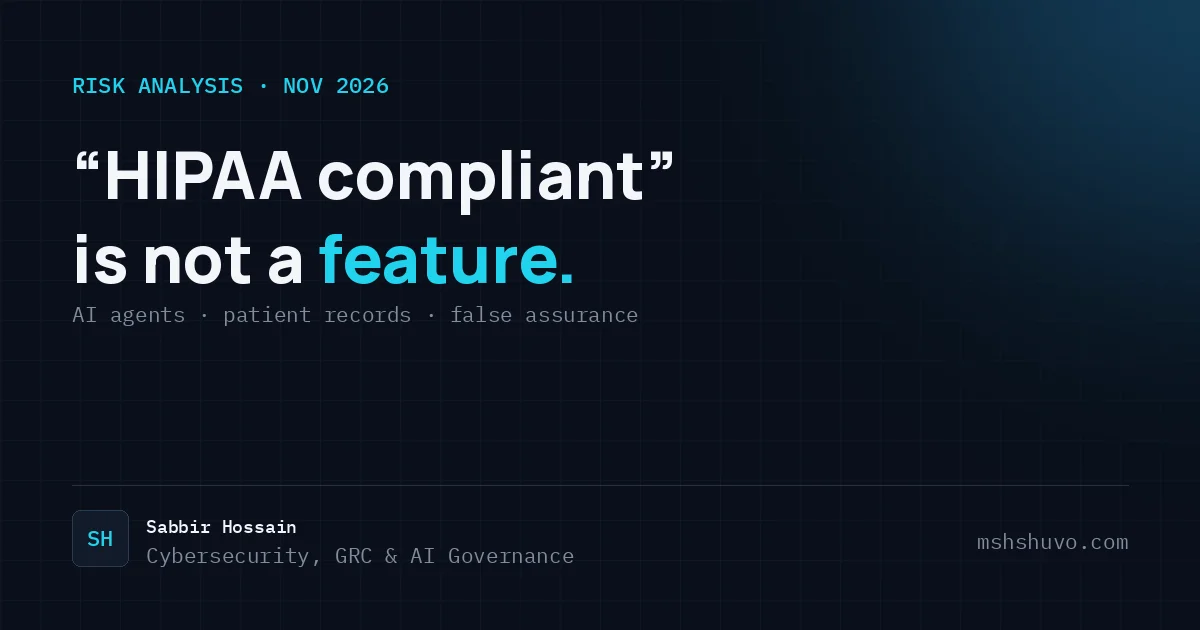 RISK ANALYSIS · NOV 2026
“HIPAA compliant”
is not a feature.
AI agents · patient records · false assurance
SH
Sabbir Hossain
Cybersecurity, GRC & AI Governance
mshshuvo.com